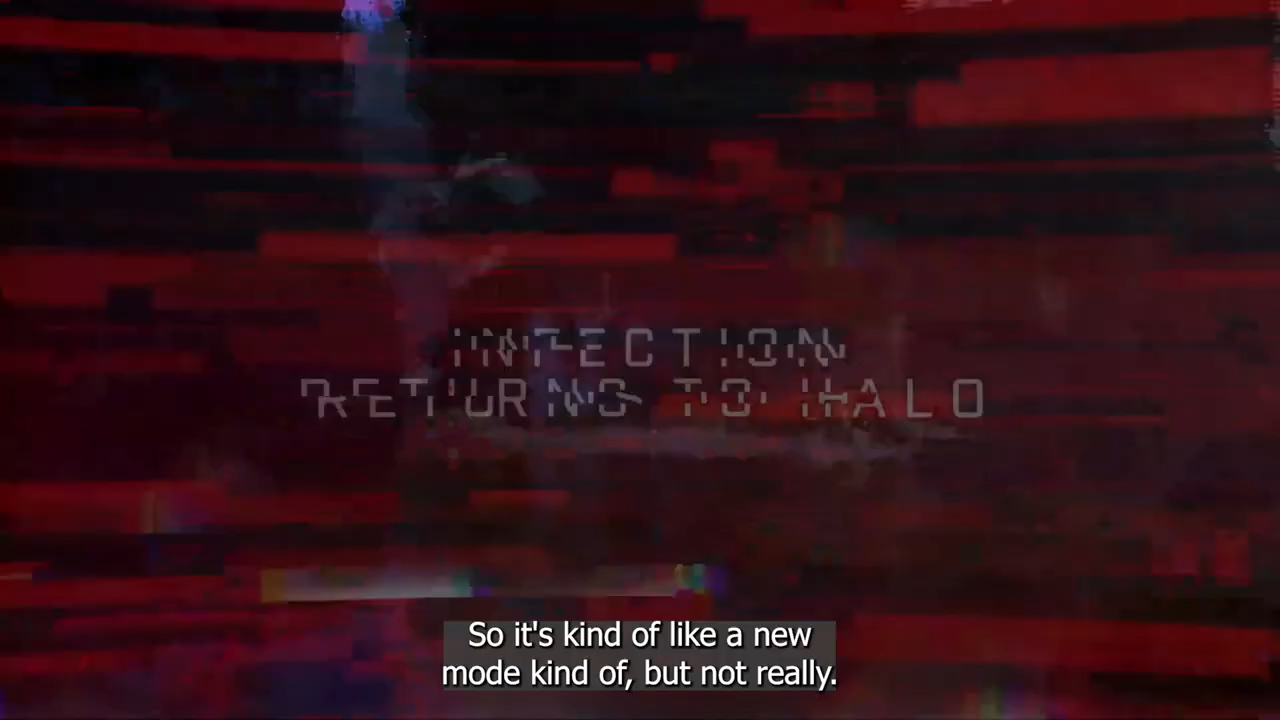 INFECTION
RETURNS TO HALO
So it's kind of like a new
mode kind of, but not really.